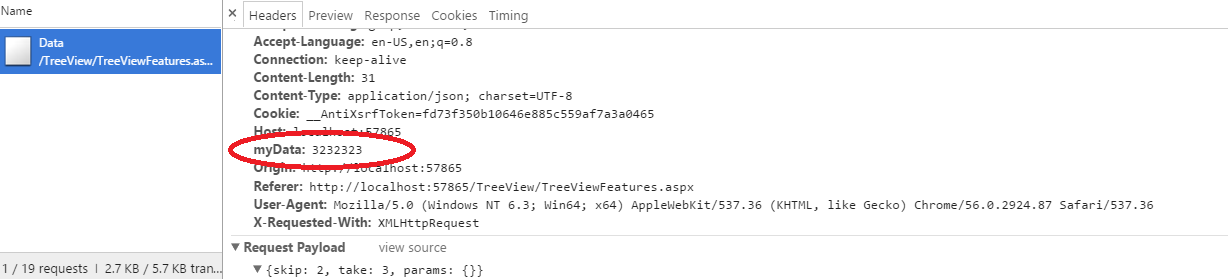 Name
× Headers Preview Response Cookies Timing
Data
/TreeView/TreeViewFeatures.as...
Accept-Language: en-US,en;q=0.8
Connection: keep-alive
Content-Length: 31
Content-Type: application/json; charset=UTF-8
Cookie: __AntiXsrfToken=fd73f350b10646e885c559af7a3a0465
Host: localhost:57865
myData: 3232323
Origin: http://localhost:57865
Referer: http://localhost:57865/TreeView/TreeViewFeatures.aspx
User-Agent: Mozilla/5.0 (Windows NT 6.3; Win64; x64) AppleWebKit/537.36 (KHTML, like Gecko) Chrome/56.0.2924.87 Safari/537.36
X-Requested-With: XMLHttpRequest
▼ Request Payload view source
▼ {skip: 2, take: 3, params: {}}
1 / 19 requests | 2.7 KB / 5.7 KB tran...